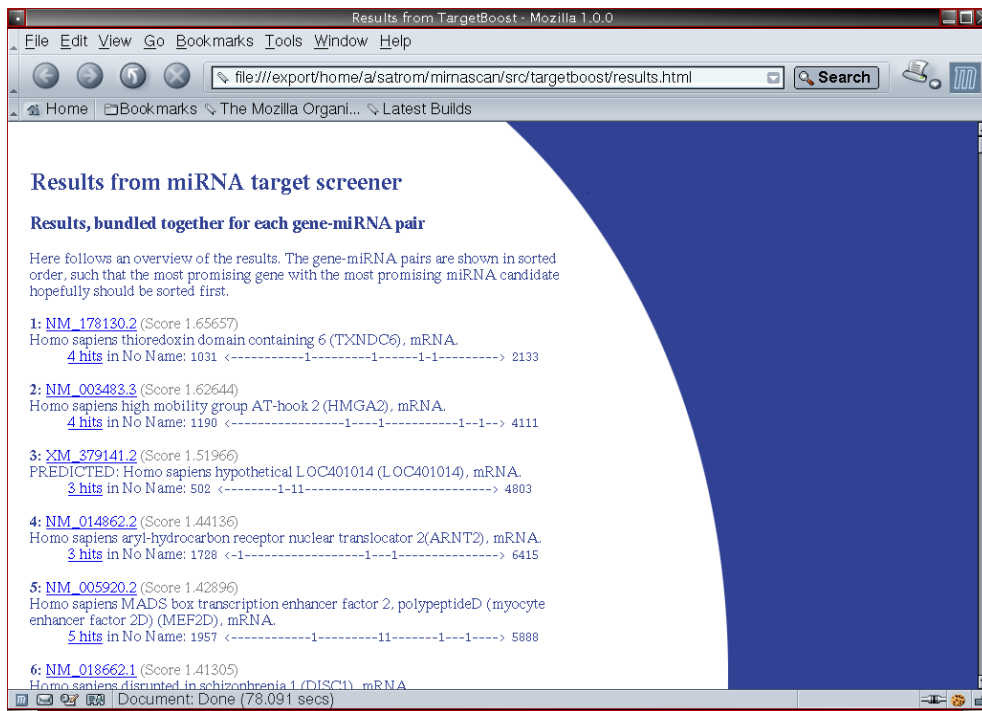 Results from TargetBoost - Mozilla 1.0.0
File Edit View Go Bookmarks Tools Window Help
file:///export/home/a/satrom/mirnascan/src/targetboost/results.html Search
Home Bookmarks The Mozilla Organi... Latest Builds
Results from miRNA target screener
Results, bundled together for each gene-miRNA pair
Here follows an overview of the results. The gene-miRNA pairs are shown in sorted
order, such that the most promising gene with the most promising miRNA candidate
hopefully should be sorted first.
1: NM_178130.2 (Score 1.65657)
Homo sapiens thioredoxin domain containing 6 (TXNDC6), mRNA.
4 hits in No Name: 1031 <-----------1---------1------1-1---------> 2133
2: NM_003483.3 (Score 1.62644)
Homo sapiens high mobility group AT-hook 2 (HMGA2), mRNA.
4 hits in No Name: 1190 <-----------------1----1-----------1--1--> 4111
3: XM_379141.2 (Score 1.51966)
PREDICTED: Homo sapiens hypothetical LOC401014 (LOC401014), mRNA.
3 hits in No Name: 502 <--------1-11----------------------------> 4803
4: NM_014862.2 (Score 1.44136)
Homo sapiens aryl-hydrocarbon receptor nuclear translocator 2(ARNT2), mRNA.
3 hits in No Name: 1728 <-1------------------1---1---------------> 6415
5: NM_005920.2 (Score 1.42896)
Homo sapiens MADS box transcription enhancer factor 2, polypeptideD (myocyte
enhancer factor 2D) (MEF2D), mRNA.
5 hits in No Name: 1957 <------------1---------11-------1---1----> 5888
6: NM_018662.1 (Score 1.41305)
Homo sapiens disrupted in schizophrenia 1 (DISC1), mRNA
Document: Done (78.091 secs)